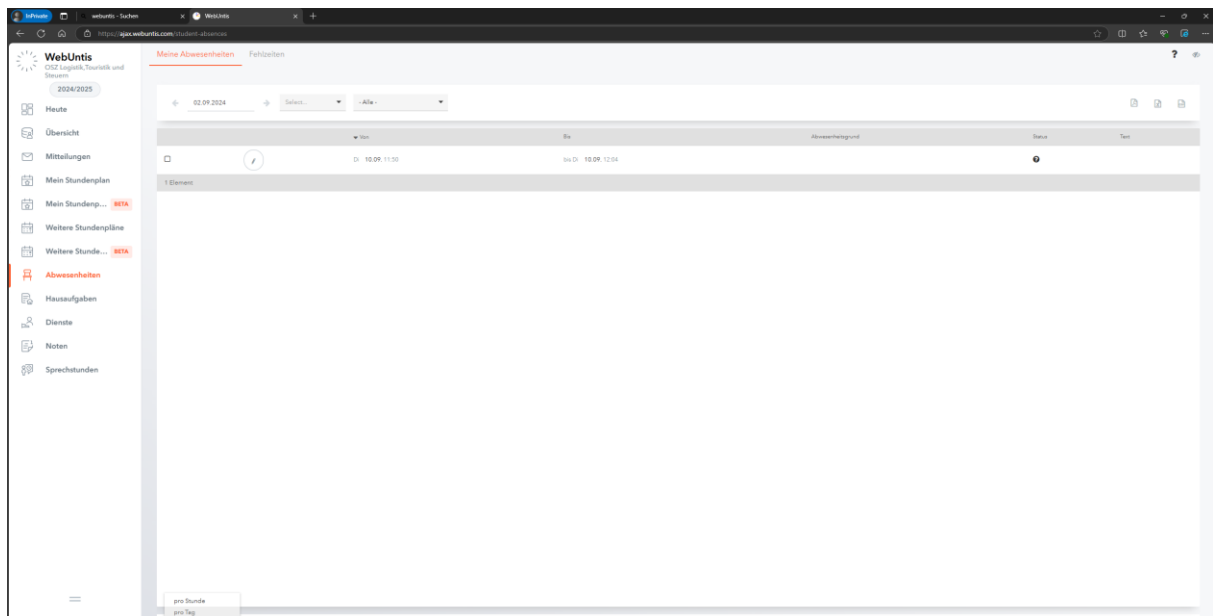 InPrivate
webuntis - Suchen
WebUntis
https://ajax.webuntis.com/student-absences
WebUntis
OSZ Logistik,Touristik und
Steuern
2024/2025
Heute
Übersicht
Mitteilungen
Mein Stundenplan
Mein Stundenp... BETA
Weitere Stundenpläne
Weitere Stunde... BETA
Abwesenheiten
Hausaufgaben
Dienste
Noten
Sprechstunden
Meine Abwesenheiten Fehlzeiten
?
02.09.2024 Select... - Alle -
Von Bis Abwesenheitsgrund Status Text
Di 10.09, 11:50 bis Di 10.09, 12:04
1 Element
pro Stunde
pro Tag